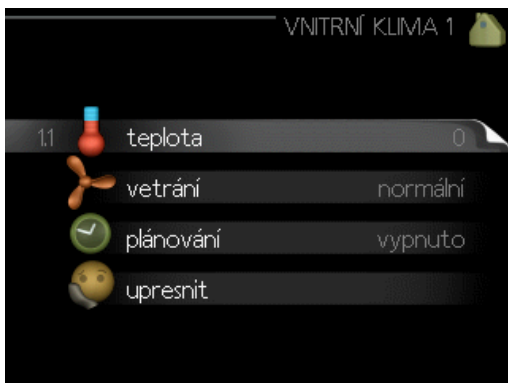 VNITRNÍ KLIMA 1
1.1 teplota 0
vetrání normální
plánování vypnuto
upresnit